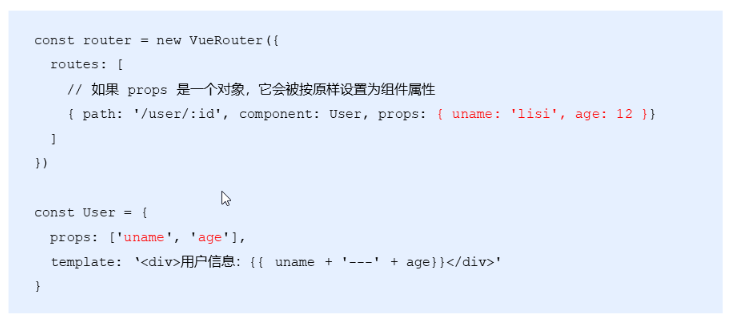 const router = new VueRouter({
routes: [
// 如果 props 是一个对象，它会被按原样设置为组件属性
{ path: '/user/:id', component: User, props: { uname: 'lisi', age: 12 }}
]
})
const User = {
props: ['uname', 'age'],
template: ‘<div>用户信息：{{ uname + '---' + age}}</div>'
}